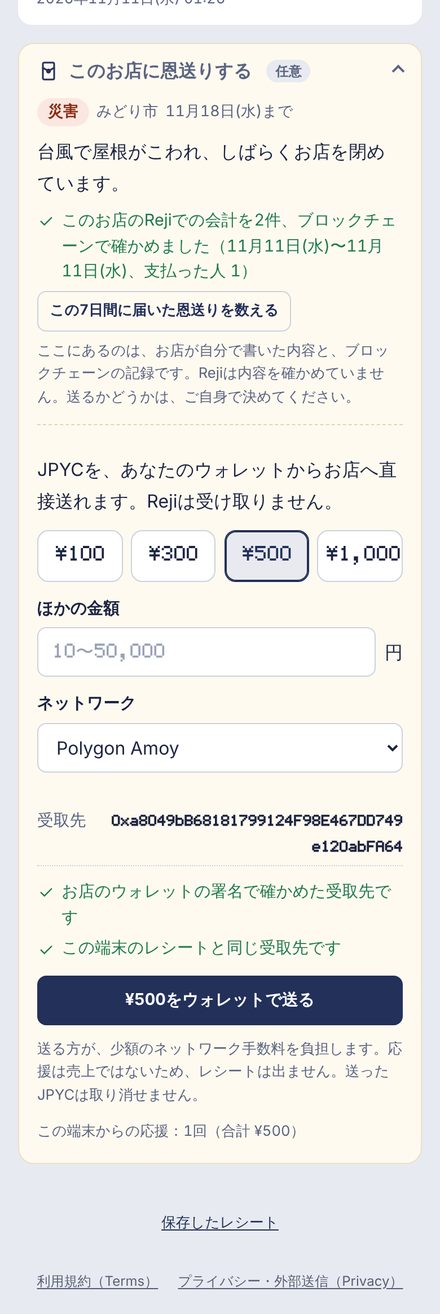 このお店に恩送りする 任意
災害 みどり市 11月18日(水)まで
台風で屋根がこわれ、しばらくお店を閉め
ています。
✓ このお店のRejiでの会計を2件、ブロックチェ
ーンで確かめました（11月11日(水)〜11月
11日(水)、支払った人 1）
この7日間に届いた恩送りを数える
ここにあるのは、お店が自分で書いた内容と、ブロッ
クチェーンの記録です。Rejiは内容を確かめていませ
ん。送るかどうかは、ご自身で決めてください。
JPYCを、あなたのウォレットからお店へ直
接送れます。Rejiは受け取りません。
¥100 ¥300 ¥500 ¥1,000
ほかの金額
10〜50,000 円
ネットワーク
Polygon Amoy
受取先 0xa8049bB68181799124F98E467DD749
e120abFA64
✓ お店のウォレットの署名で確かめた受取先で
す
✓ この端末のレシートと同じ受取先です
¥500をウォレットで送る
送る方が、少額のネットワーク手数料を負担します。応
援は売上ではないため、レシートは出ません。送った
JPYCは取り消せません。
この端末からの応援：1回（合計 ¥500）
保存したレシート
利用規約（Terms） プライバシー・外部送信（Privacy）